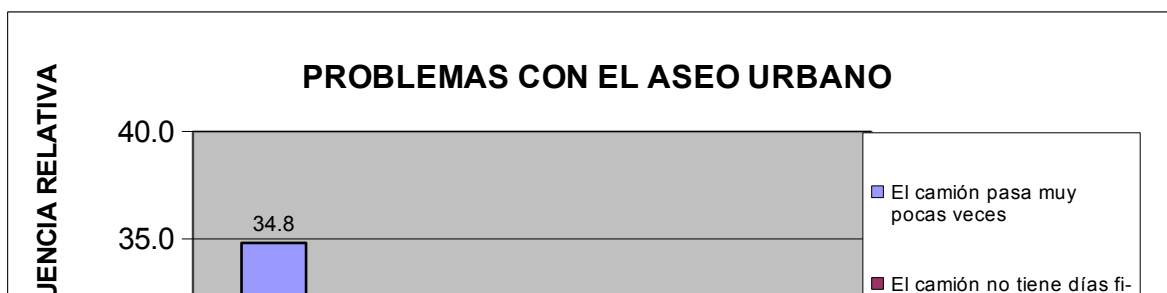 PROBLEMAS CON EL ASEO URBANO
UENCIA RELATIVA
40.0
34.8
35.0
El camión pasa muy
pocas veces
El camión no tiene días fi-